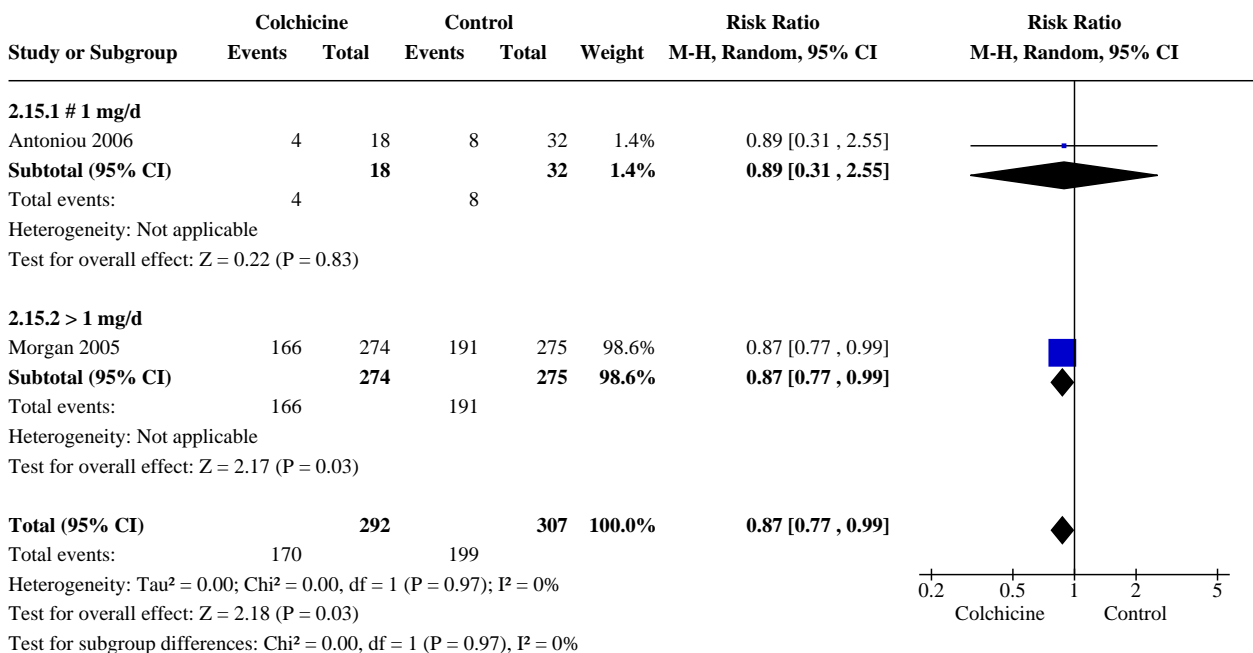 Colchicine Control Risk Ratio Risk Ratio
Study or Subgroup Events Total Events Total Weight M-H, Random, 95% CI M-H, Random, 95% CI
2.15.1 # 1 mg/d
Antoniou 2006 4 18 8 32 1.4% 0.89 [0.31 , 2.55]
Subtotal (95% CI) 18 32 1.4% 0.89 [0.31 , 2.55]
Total events: 4 8
Heterogeneity: Not applicable
Test for overall effect: Z = 0.22 (P = 0.83)
2.15.2 > 1 mg/d
Morgan 2005 166 274 191 275 98.6% 0.87 [0.77 , 0.99]
Subtotal (95% CI) 274 275 98.6% 0.87 [0.77 , 0.99]
Total events: 166 191
Heterogeneity: Not applicable
Test for overall effect: Z = 2.17 (P = 0.03)
Total (95% CI) 292 307 100.0% 0.87 [0.77 , 0.99]
Total events: 170 199
Heterogeneity: Tau² = 0.00; Chi² = 0.00, df = 1 (P = 0.97); I² = 0%
Test for overall effect: Z = 2.18 (P = 0.03)
Test for subgroup differences: Chi² = 0.00, df = 1 (P = 0.97), I² = 0%
0.2 0.5 1 2 5
Colchicine Control